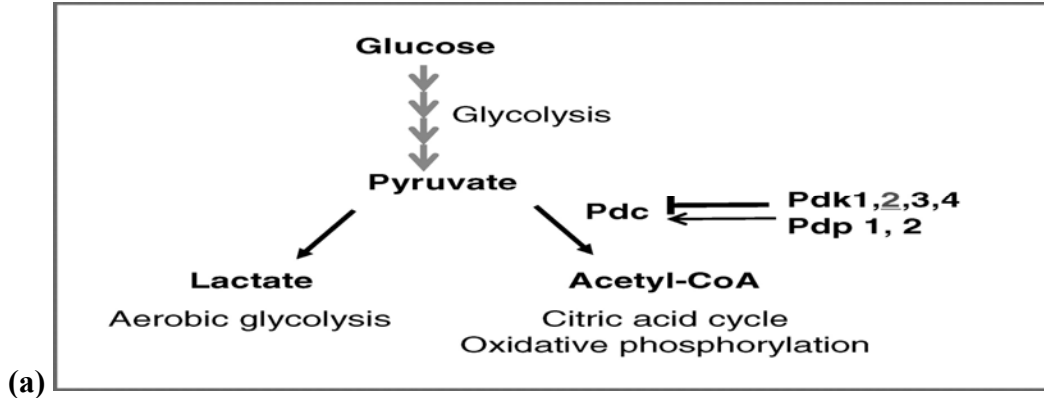 Glucose
Glycolysis
Pyruvate
Pdc
Pdk1,2,3,4
Pdp 1, 2
Lactate
Acetyl-CoA
Aerobic glycolysis
Citric acid cycle
Oxidative phosphorylation
(a)